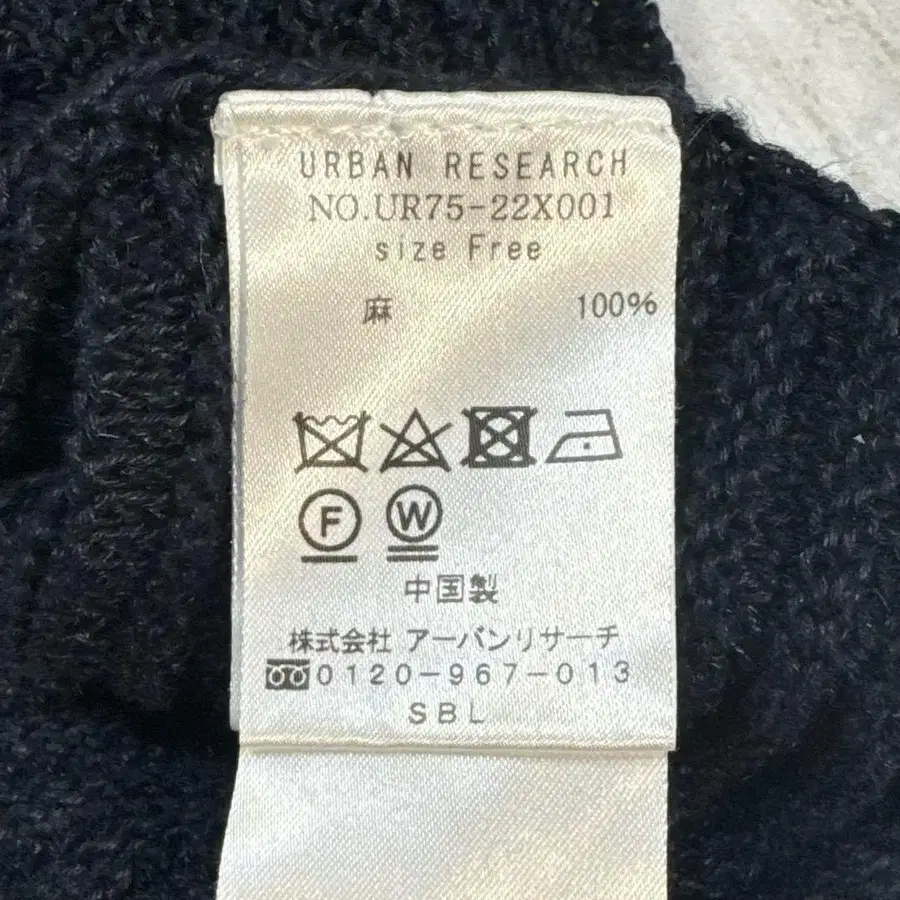 URBAN RESEARCH
NO.UR75-22X001
size Free
麻 100%
F W
中国製
株式会社 アーバンリサーチ
0120-967-013
SBL